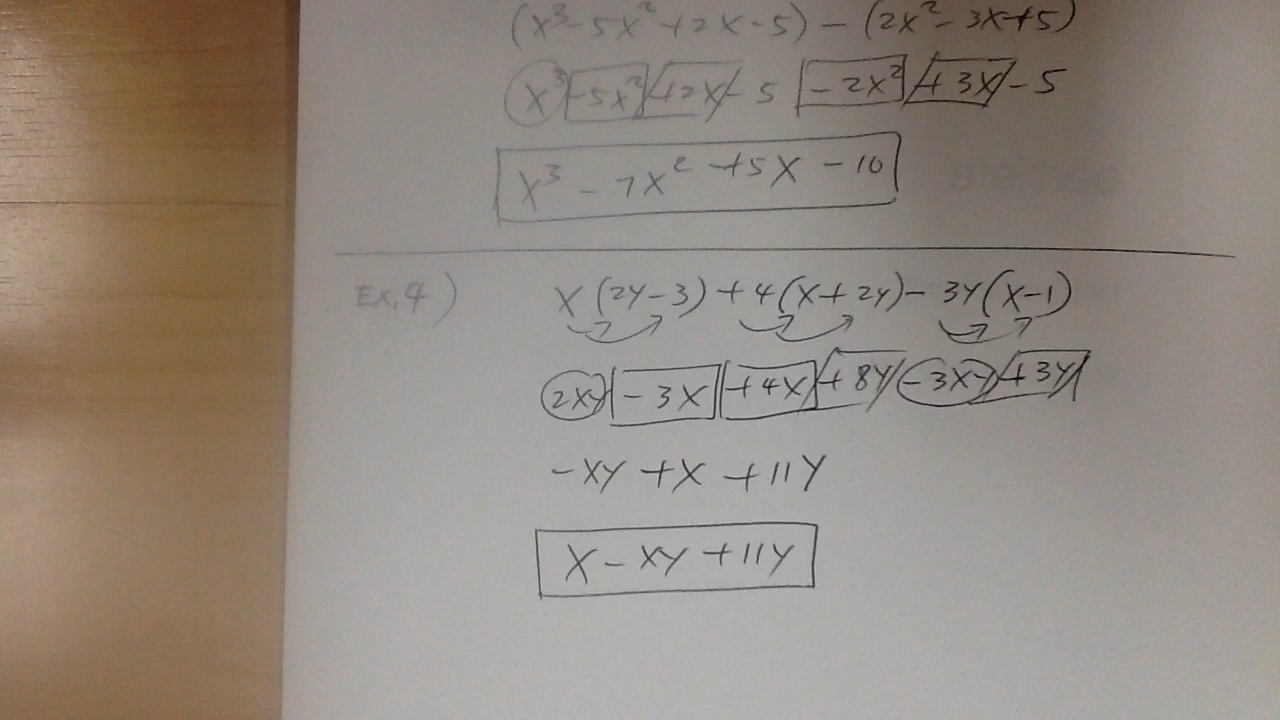 (x³-5x²+2x-5) - (2x²-3x+5)
x³-5x²+2x-5 -2x²+3x-5
x³-7x²+5x-10
Ex.4) x(2y-3)+4(x+2y)-3y(x-1)
2xy-3x+4x+8y-3xy+3y
-xy+x+11y
x-xy+11y